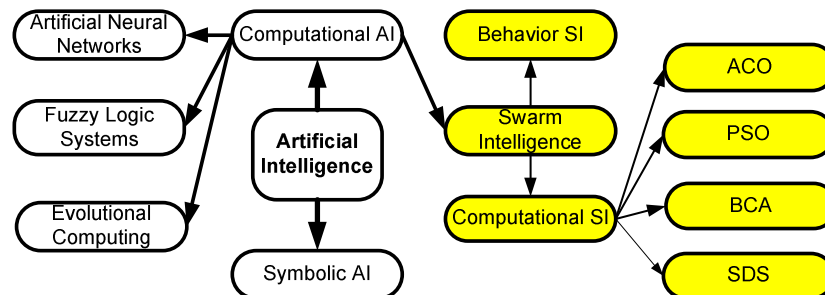 Artificial Neural
Networks
Computational AI
Behavior SI
ACO
Fuzzy Logic
Systems
Artificial
Intelligence
Swarm
Intelligence
PSO
Evolutional
Computing
Computational SI
BCA
Symbolic AI
SDS